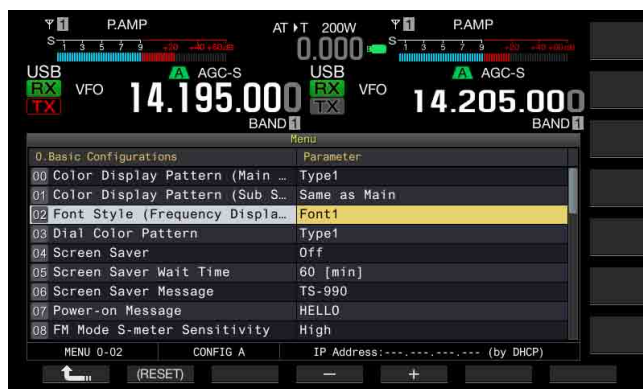 1 P.AMP AT▸T 200W 1 P.AMP
S 1 3 5 7 9 +20 +40 +60dB 0.000 S 1 3 5 7 9 +20 +40 +60dB
USB A AGC-S USB A AGC-S
RX VFO 14.195.000 RX VFO 14.205.000
TX TX
BAND 1 BAND 1
Menu
0.Basic Configurations Parameter
00 Color Display Pattern (Main … Type1
01 Color Display Pattern (Sub S… Same as Main
02 Font Style (Frequency Displa… Font1
03 Dial Color Pattern Type1
04 Screen Saver Off
05 Screen Saver Wait Time 60 [min]
06 Screen Saver Message TS-990
07 Power-on Message HELLO
08 FM Mode S-meter Sensitivity High
MENU 0-02 CONFIG A IP Address:---.---.---.--- (by DHCP)
(RESET) － +